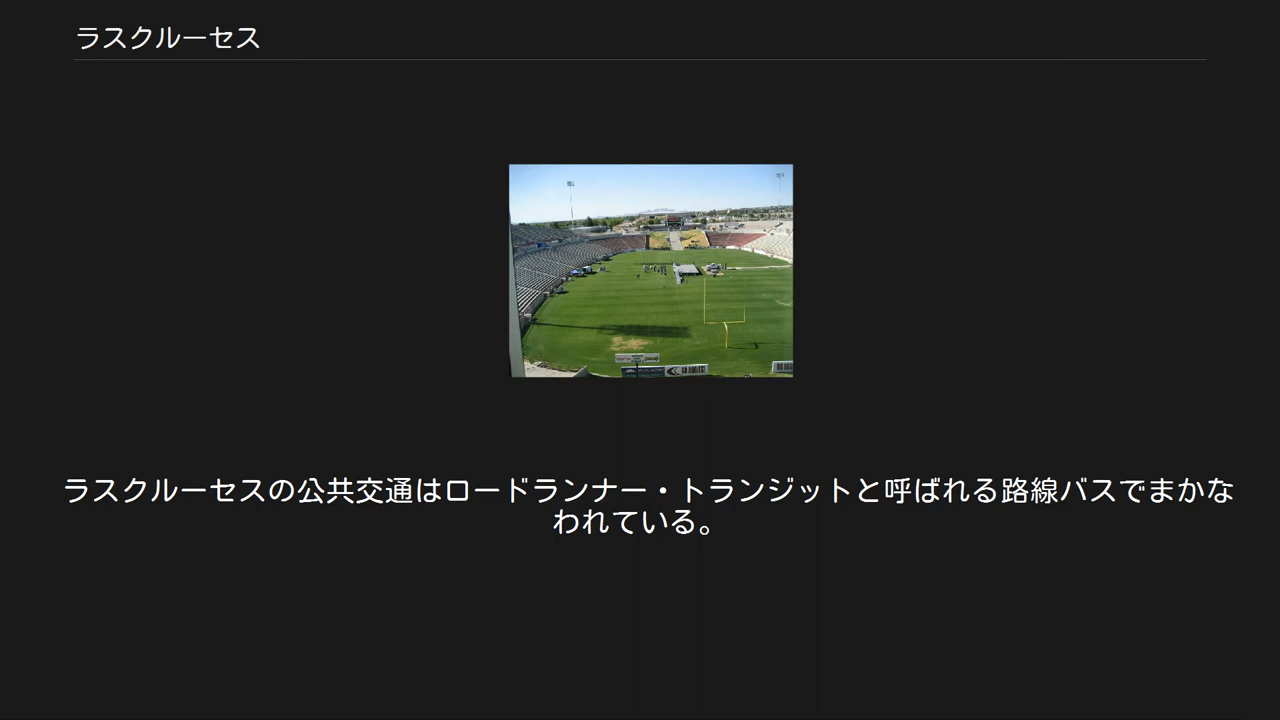 ラスクルーセス
ラスクルーセスの公共交通はロードランナー・トランジットと呼ばれる路線バスでまかな
われている。